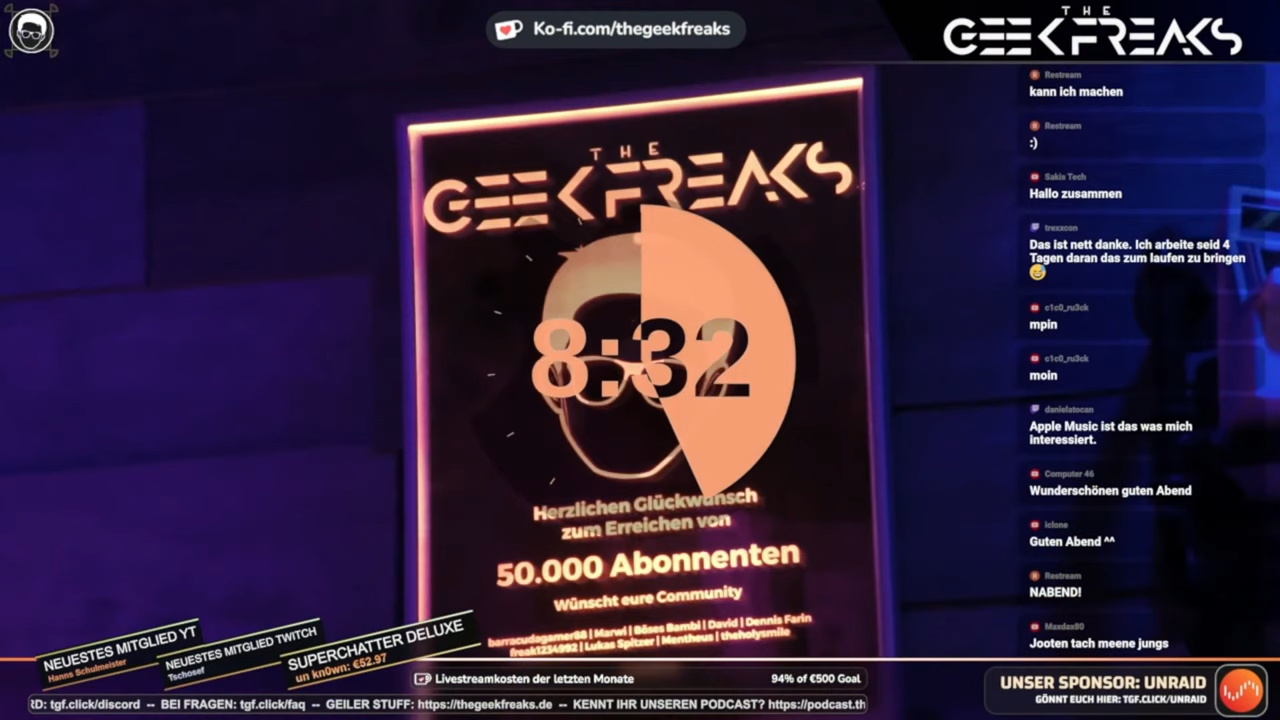 Ko-fi.com/thegeekfreaks
THE
GEEKFREAKS
THE
GEEKFREAKS
8:32
Herzlichen Glückwunsch
zum Erreichen von
50.000 Abonnenten
Wünscht eure Community
barracudagamer88 | Marwi | Böses Bambi | David | Dennis Farin
freak1234992 | Lukas Spitzer | Mentheus | theholysmile
Restream
kann ich machen
Restream
:)
Sakis Tech
Hallo zusammen
trexxcon
Das ist nett danke. Ich arbeite seid 4
Tagen daran das zum laufen zu bringen
😅
c1c0_ru3ck
mpin
c1c0_ru3ck
moin
danielatocan
Apple Music ist das was mich
interessiert.
Computer 46
Wunderschönen guten Abend
iclone
Guten Abend ^^
Restream
NABEND!
Maxdax80
Jooten tach meene jungs
NEUESTES MITGLIED YT
Hanns Schulmeister
NEUESTES MITGLIED TWITCH
Tschosef
SUPERCHATTER DELUXE
un kn0wn: €52.97
Livestreamkosten der letzten Monate
94% of €500 Goal
RD: tgf.click/discord -- BEI FRAGEN: tgf.click/faq -- GEILER STUFF: https://thegeekfreaks.de -- KENNT IHR UNSEREN PODCAST? https://podcast.th
UNSER SPONSOR: UNRAID
GÖNNT EUCH HIER: TGF.CLICK/UNRAID